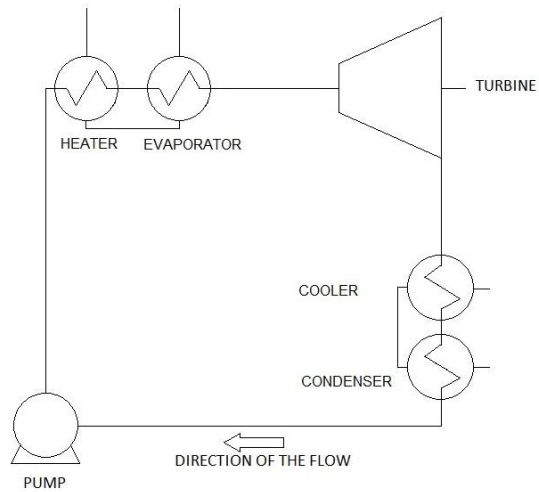 TURBINE
HEATER
EVAPORATOR
COOLER
CONDENSER
DIRECTION OF THE FLOW
PUMP